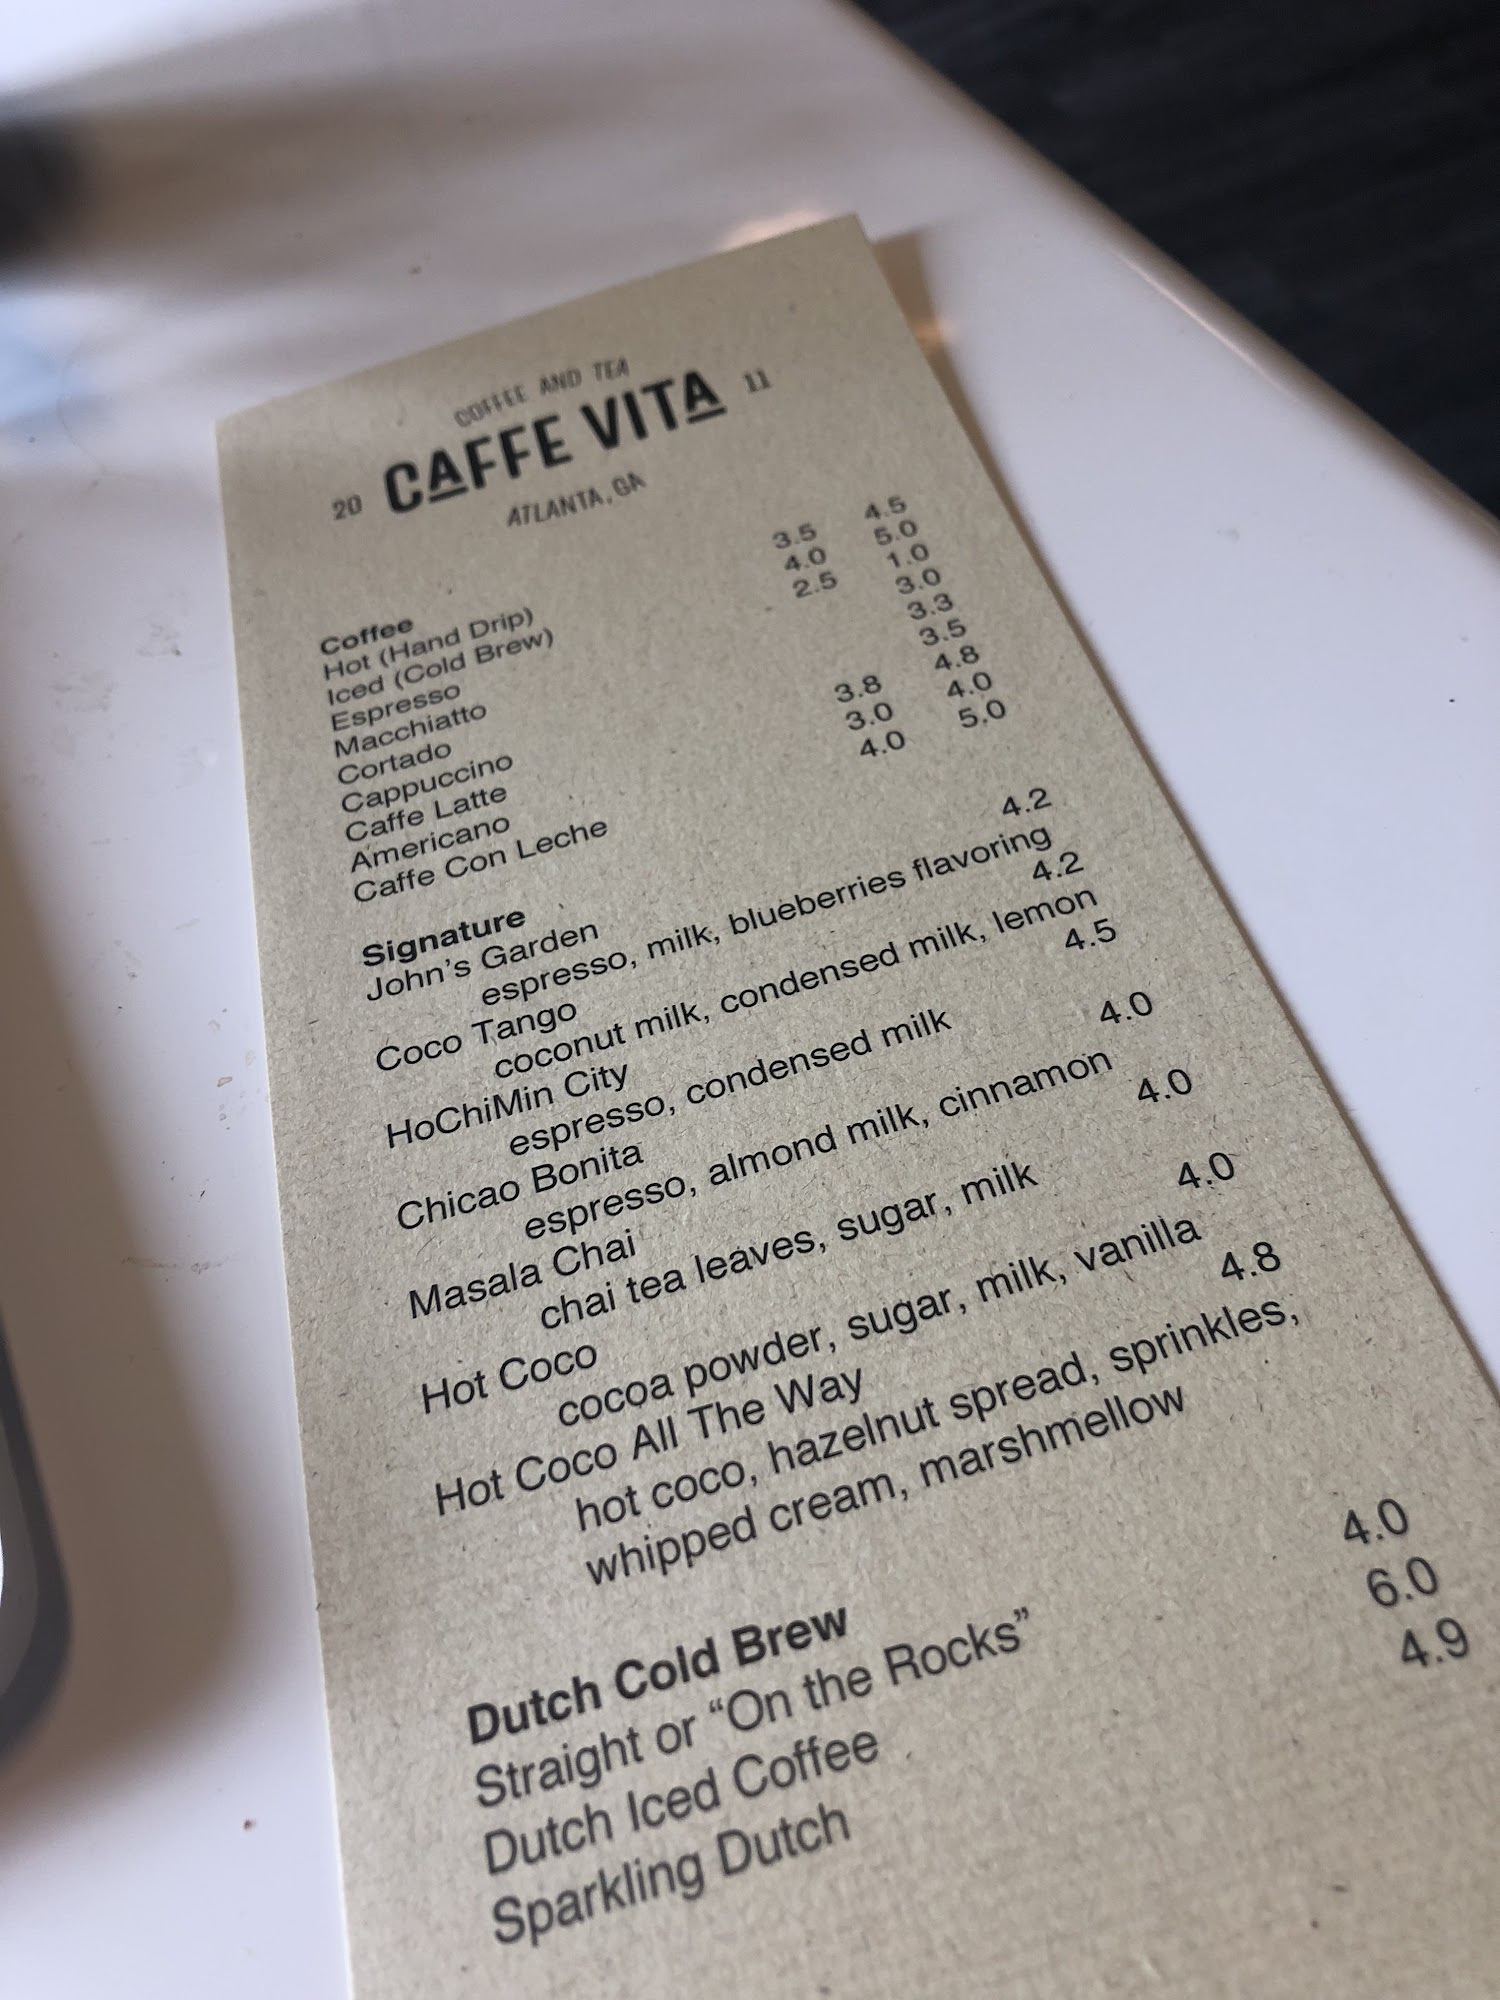 COFFEE AND TEA
20 CAFFE VITA 11
ATLANTA, GA
Coffee
Hot (Hand Drip) 3.5 4.5
Iced (Cold Brew) 4.0 5.0
Espresso 2.5 1.0
Macchiatto 3.0
Cortado 3.3
Cappuccino 3.5
Caffe Latte 3.8 4.8
Americano 3.0 4.0
Caffe Con Leche 4.0 5.0
Signature
John's Garden 4.2
espresso, milk, blueberries flavoring
Coco Tango 4.2
coconut milk, condensed milk, lemon
HoChiMin City 4.5
espresso, condensed milk
Chicao Bonita 4.0
espresso, almond milk, cinnamon
Masala Chai 4.0
chai tea leaves, sugar, milk
Hot Coco 4.0
cocoa powder, sugar, milk, vanilla
Hot Coco All The Way 4.8
hot coco, hazelnut spread, sprinkles,
whipped cream, marshmellow
Dutch Cold Brew
Straight or “On the Rocks” 4.0
Dutch Iced Coffee 6.0
Sparkling Dutch 4.9